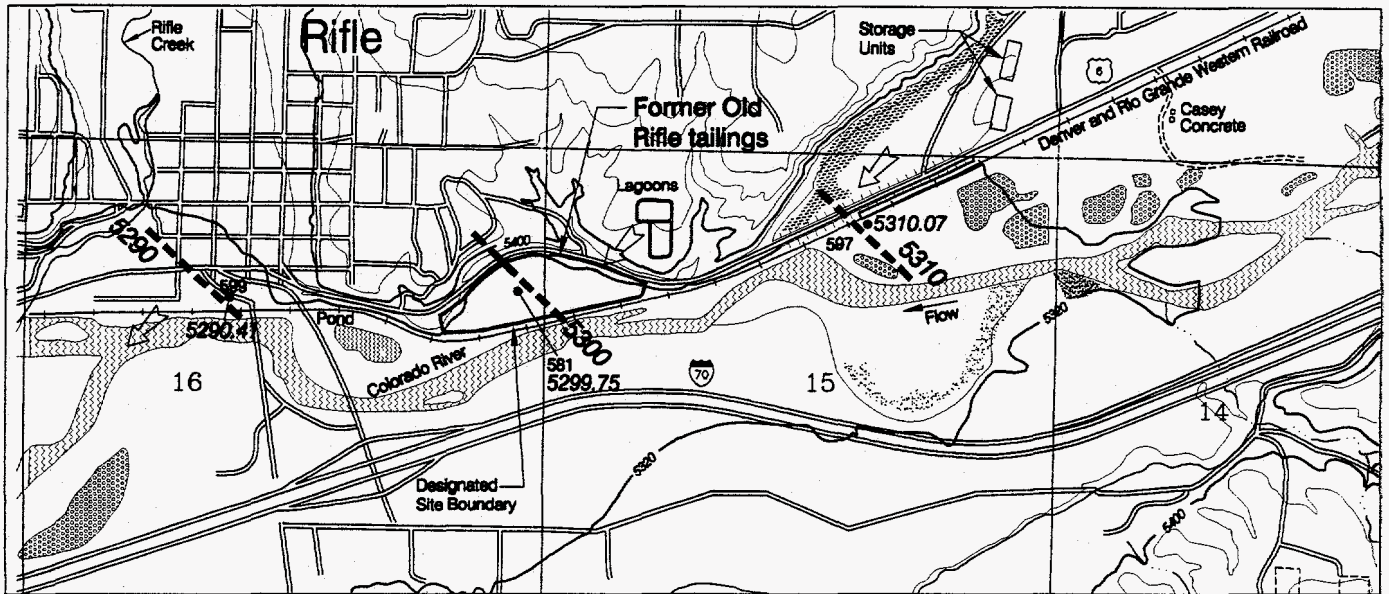 Rifle
Creek
Rifle
Storage
Units
6
Denver and Rio Grande Western Railroad
Casey
Concrete
Former Old
Rifle tailings
Lagoons
5290
5400
5310.07
597
5310
599
5290.41
Pond
Flow
5320
5300
Colorado River
581
5299.75
16
70
15
14
5320
Designated
Site Boundary
5400